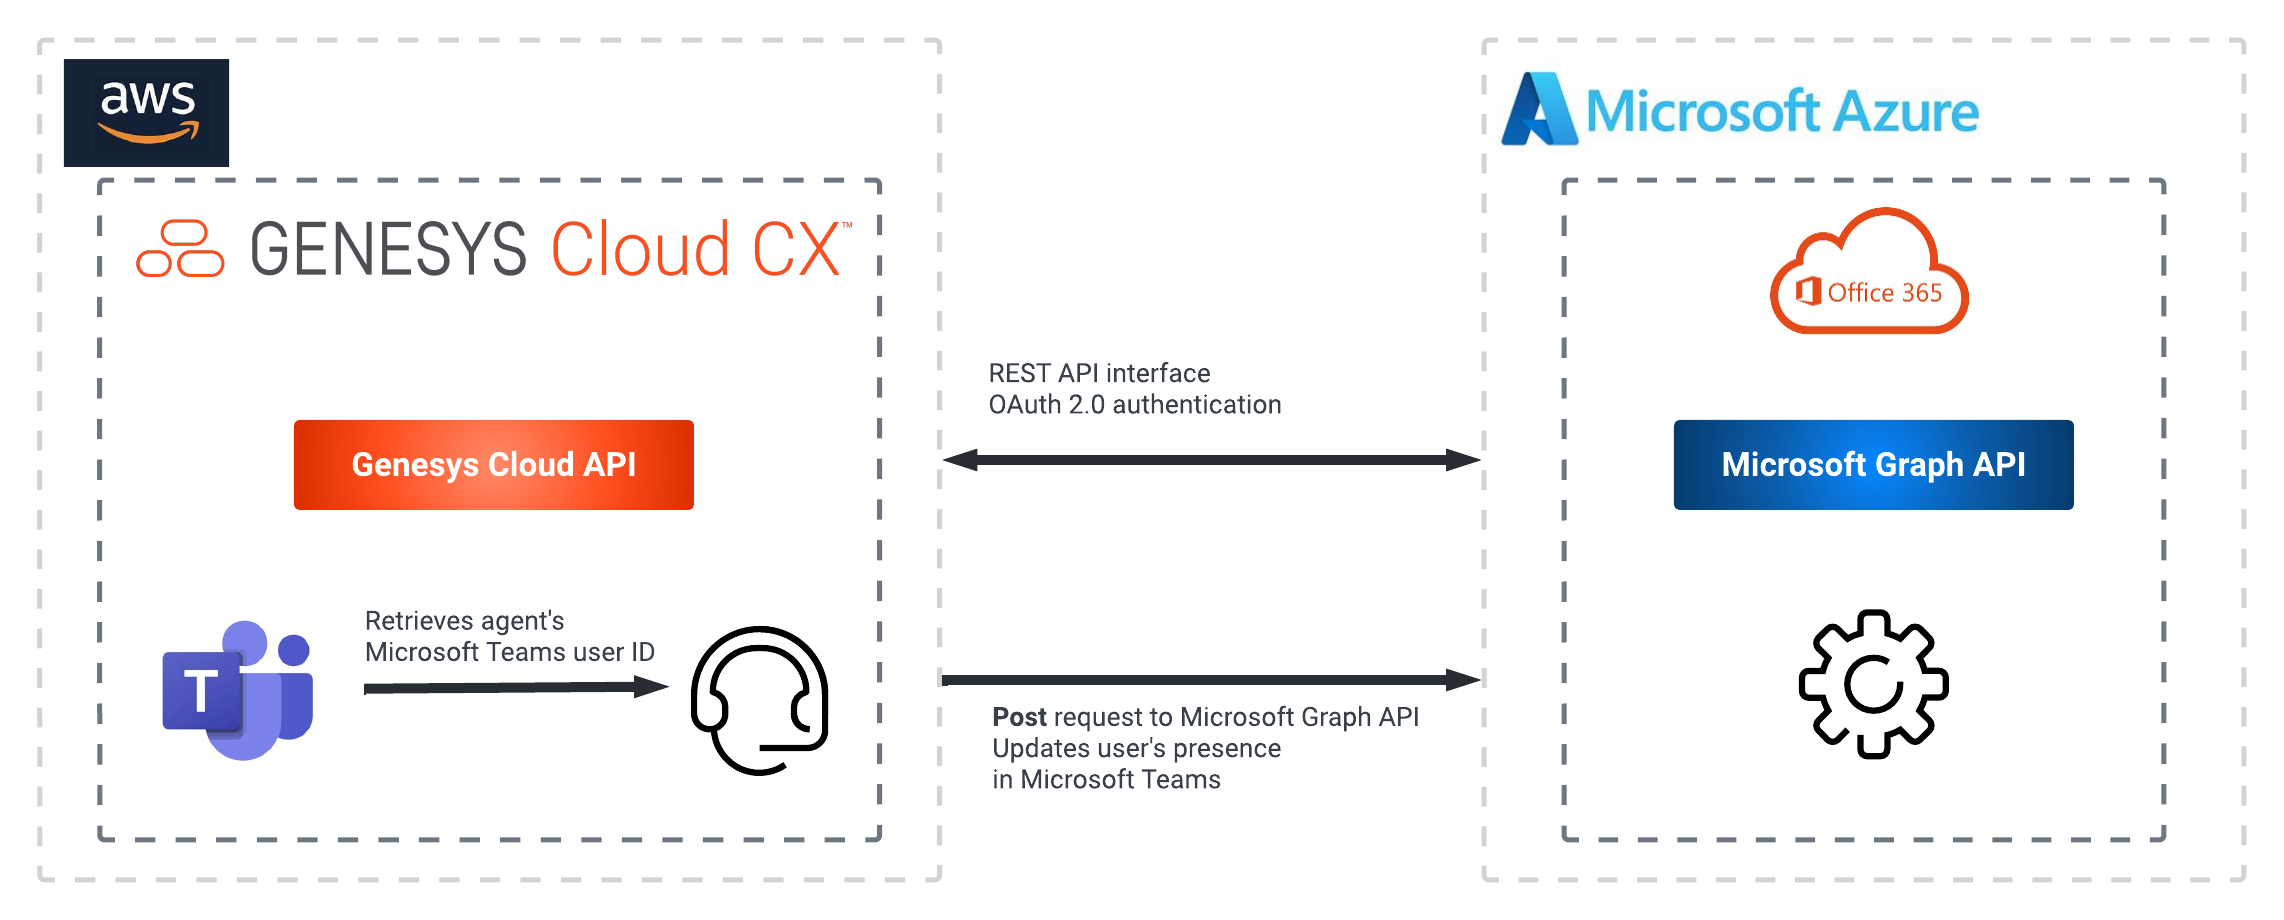 aws
Microsoft Azure
GENESYS Cloud CX™
Office 365
REST API interface
OAuth 2.0 authentication
Genesys Cloud API
Microsoft Graph API
Retrieves agent's
Microsoft Teams user ID
T
Post request to Microsoft Graph API
Updates user's presence
in Microsoft Teams